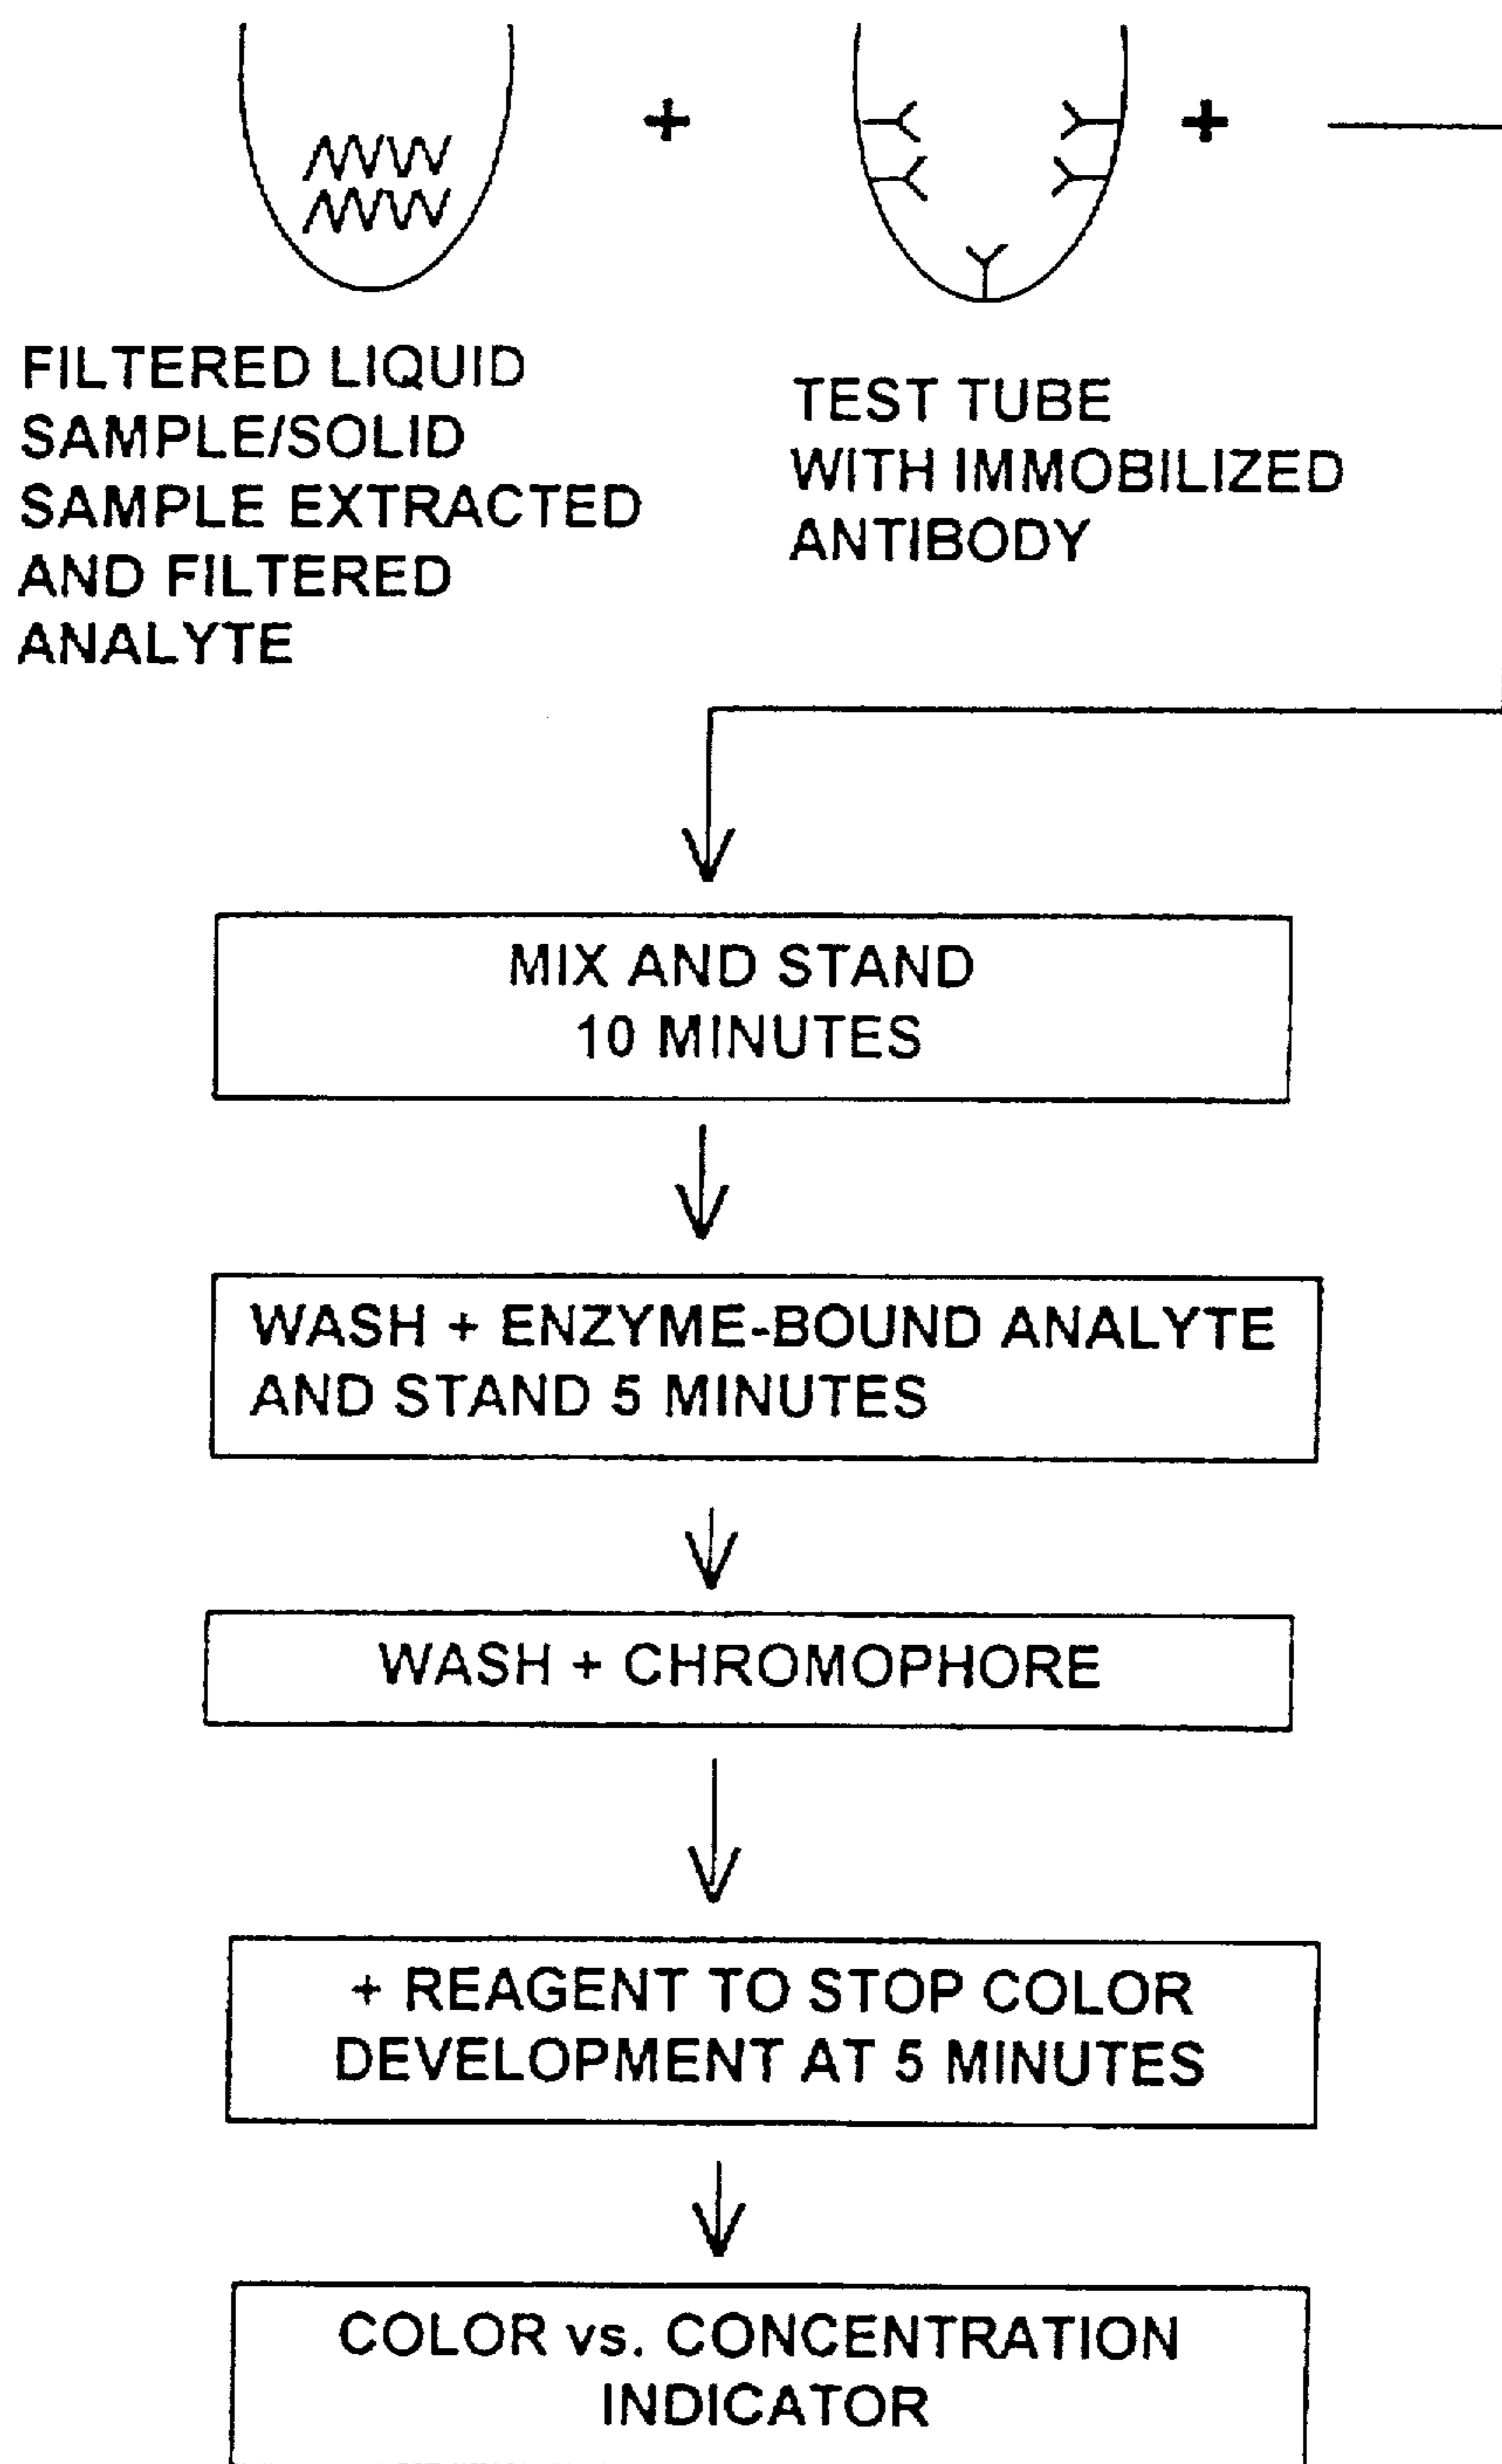 +
+
FILTERED LIQUID
SAMPLE/SOLID
SAMPLE EXTRACTED
AND FILTERED
ANALYTE
TEST TUBE
WITH IMMOBILIZED
ANTIBODY
MIX AND STAND
10 MINUTES
WASH + ENZYME-BOUND ANALYTE
AND STAND 5 MINUTES
WASH + CHROMOPHORE
+ REAGENT TO STOP COLOR
DEVELOPMENT AT 5 MINUTES
COLOR vs. CONCENTRATION
INDICATOR